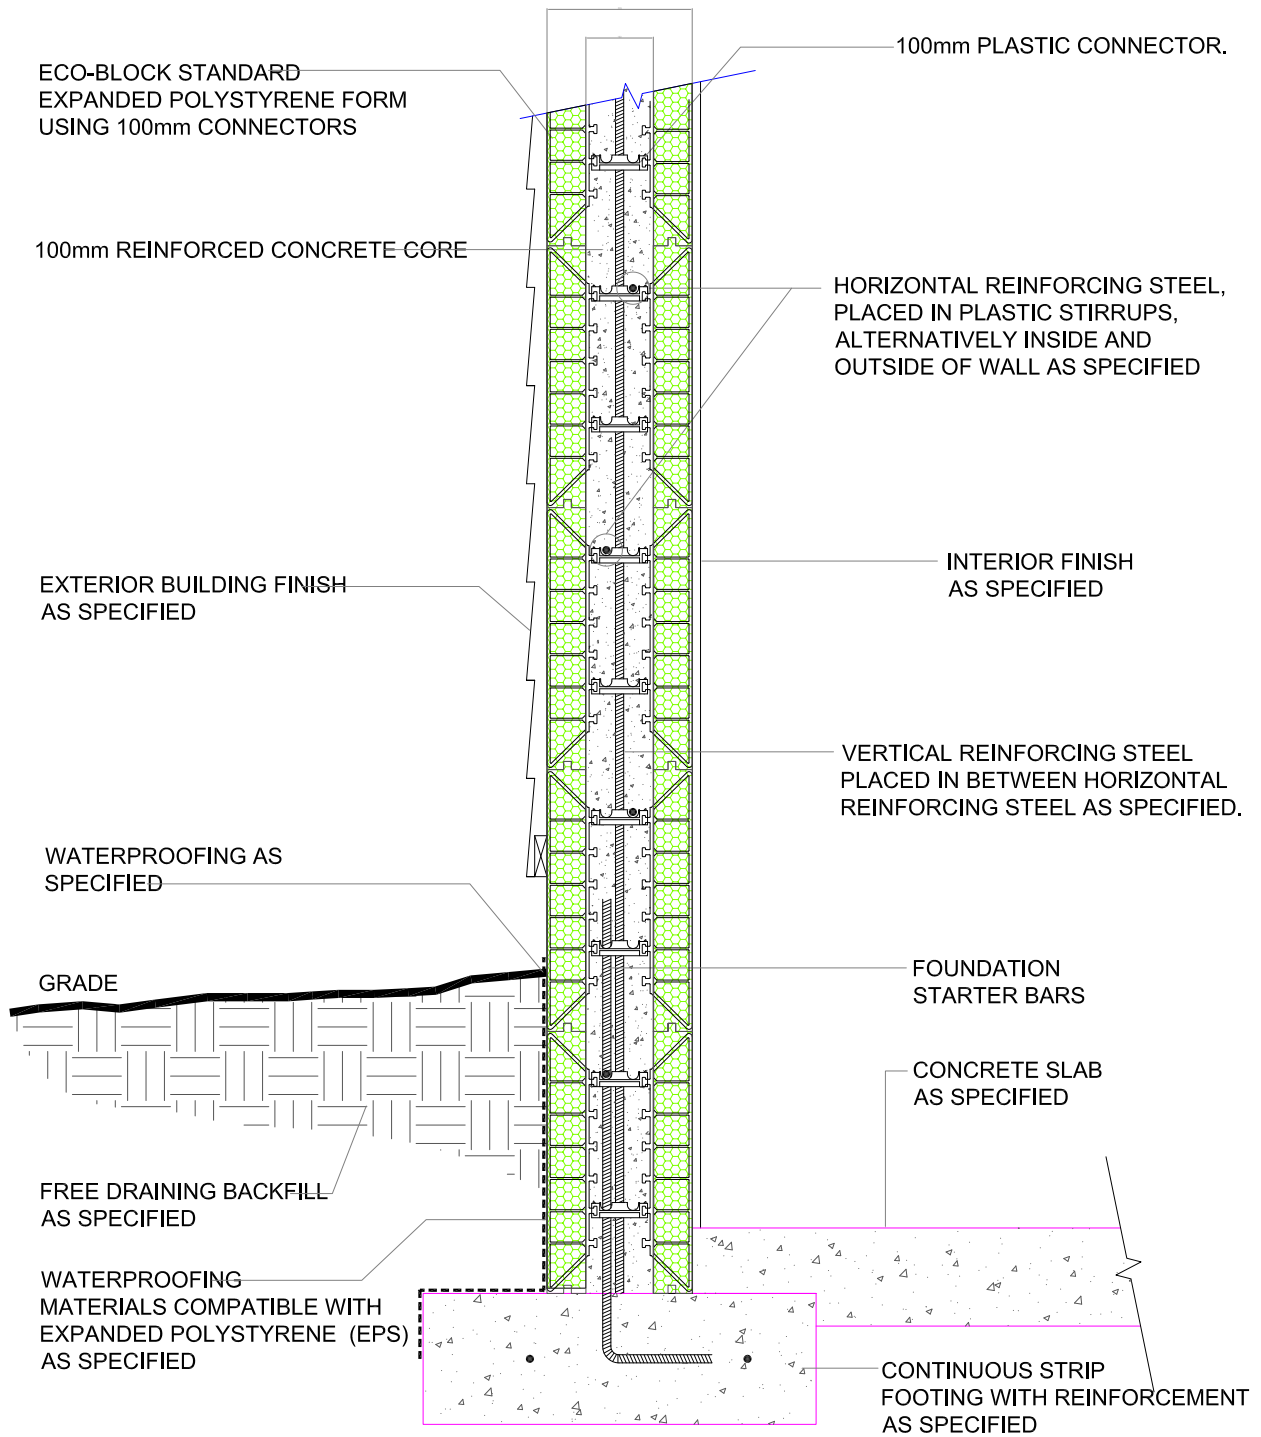 ECO-BLOCK STANDARD
EXPANDED POLYSTYRENE FORM
USING 100mm CONNECTORS
100mm PLASTIC CONNECTOR.
100mm REINFORCED CONCRETE CORE
HORIZONTAL REINFORCING STEEL,
PLACED IN PLASTIC STIRRUPS,
ALTERNATIVELY INSIDE AND
OUTSIDE OF WALL AS SPECIFIED
EXTERIOR BUILDING FINISH
AS SPECIFIED
INTERIOR FINISH
AS SPECIFIED
VERTICAL REINFORCING STEEL
PLACED IN BETWEEN HORIZONTAL
REINFORCING STEEL AS SPECIFIED.
WATERPROOFING AS
SPECIFIED
GRADE
FOUNDATION
STARTER BARS
CONCRETE SLAB
AS SPECIFIED
FREE DRAINING BACKFILL
AS SPECIFIED
WATERPROOFING
MATERIALS COMPATIBLE WITH
EXPANDED POLYSTYRENE (EPS)
AS SPECIFIED
CONTINUOUS STRIP
FOOTING WITH REINFORCEMENT
AS SPECIFIED